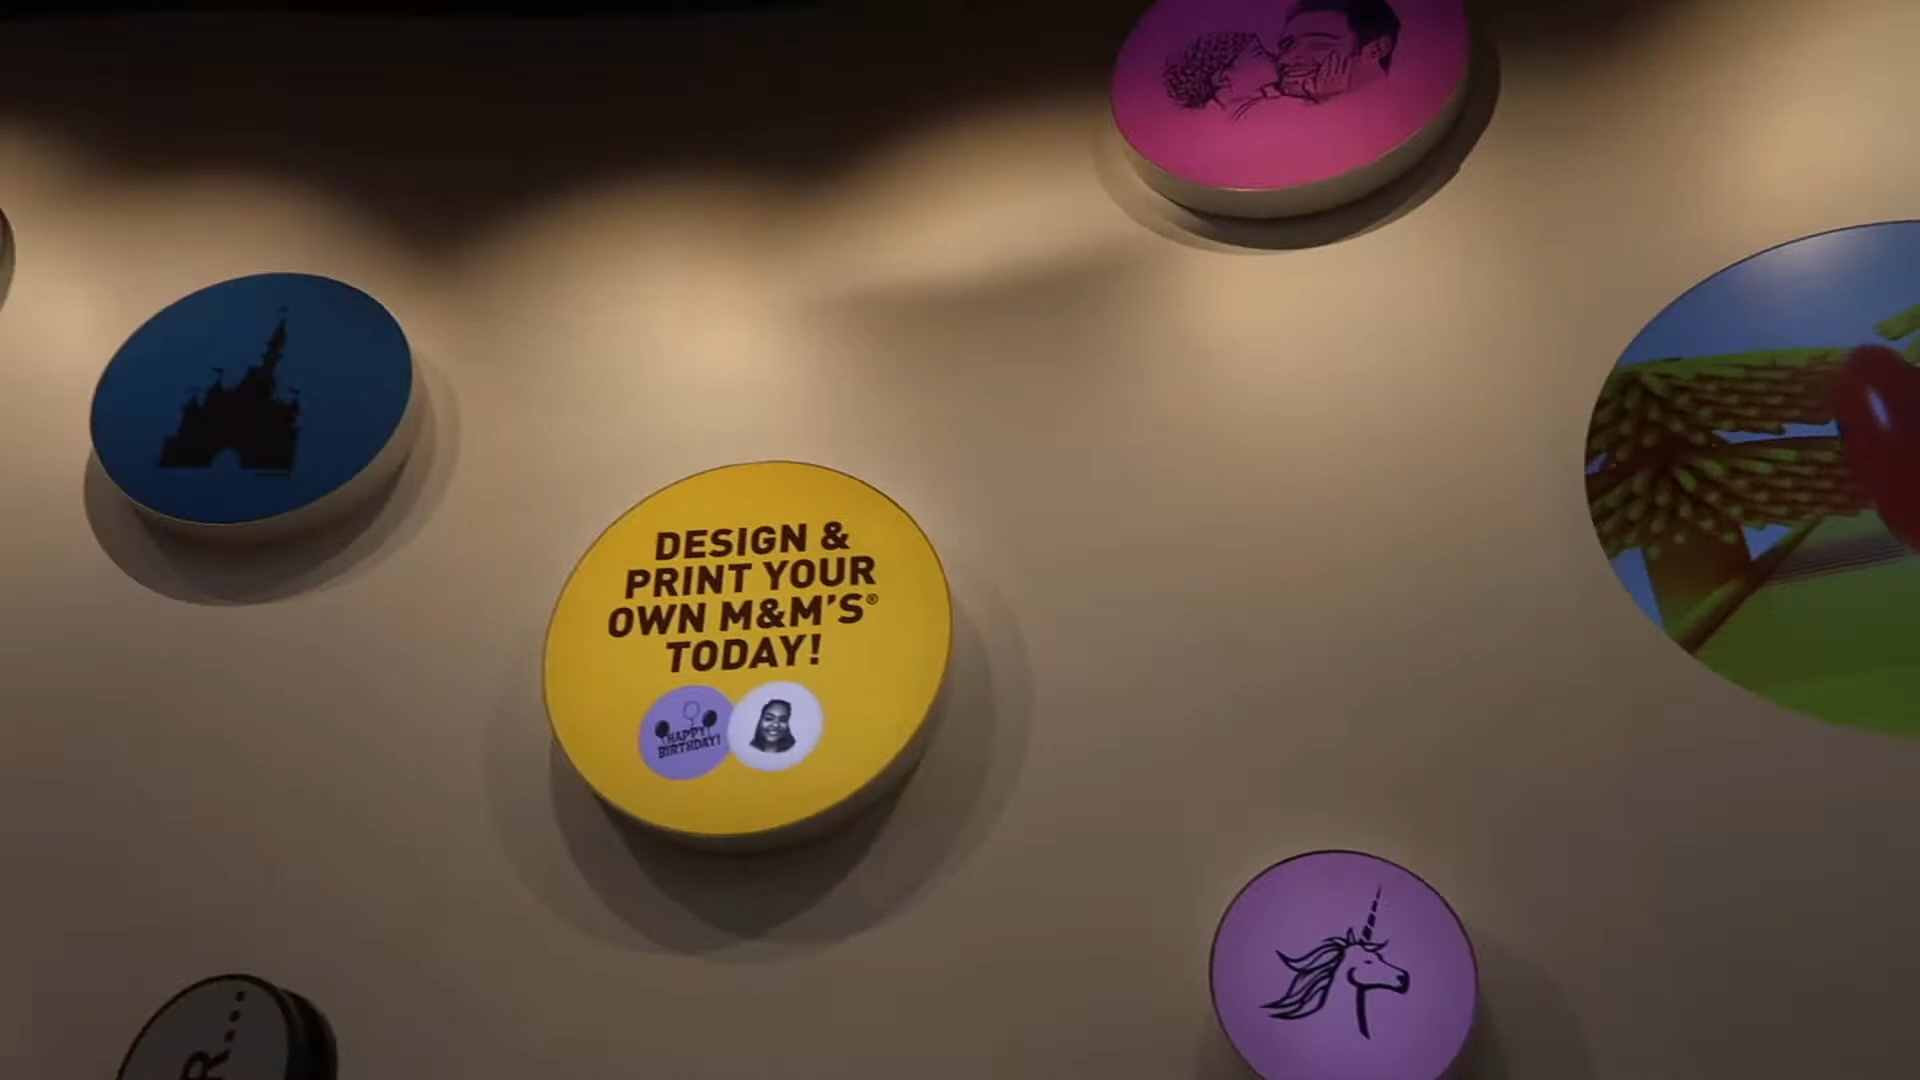 DESIGN &
PRINT YOUR
OWN M&M'S®
TODAY!
HAPPY
BIRTHDAY!
R....